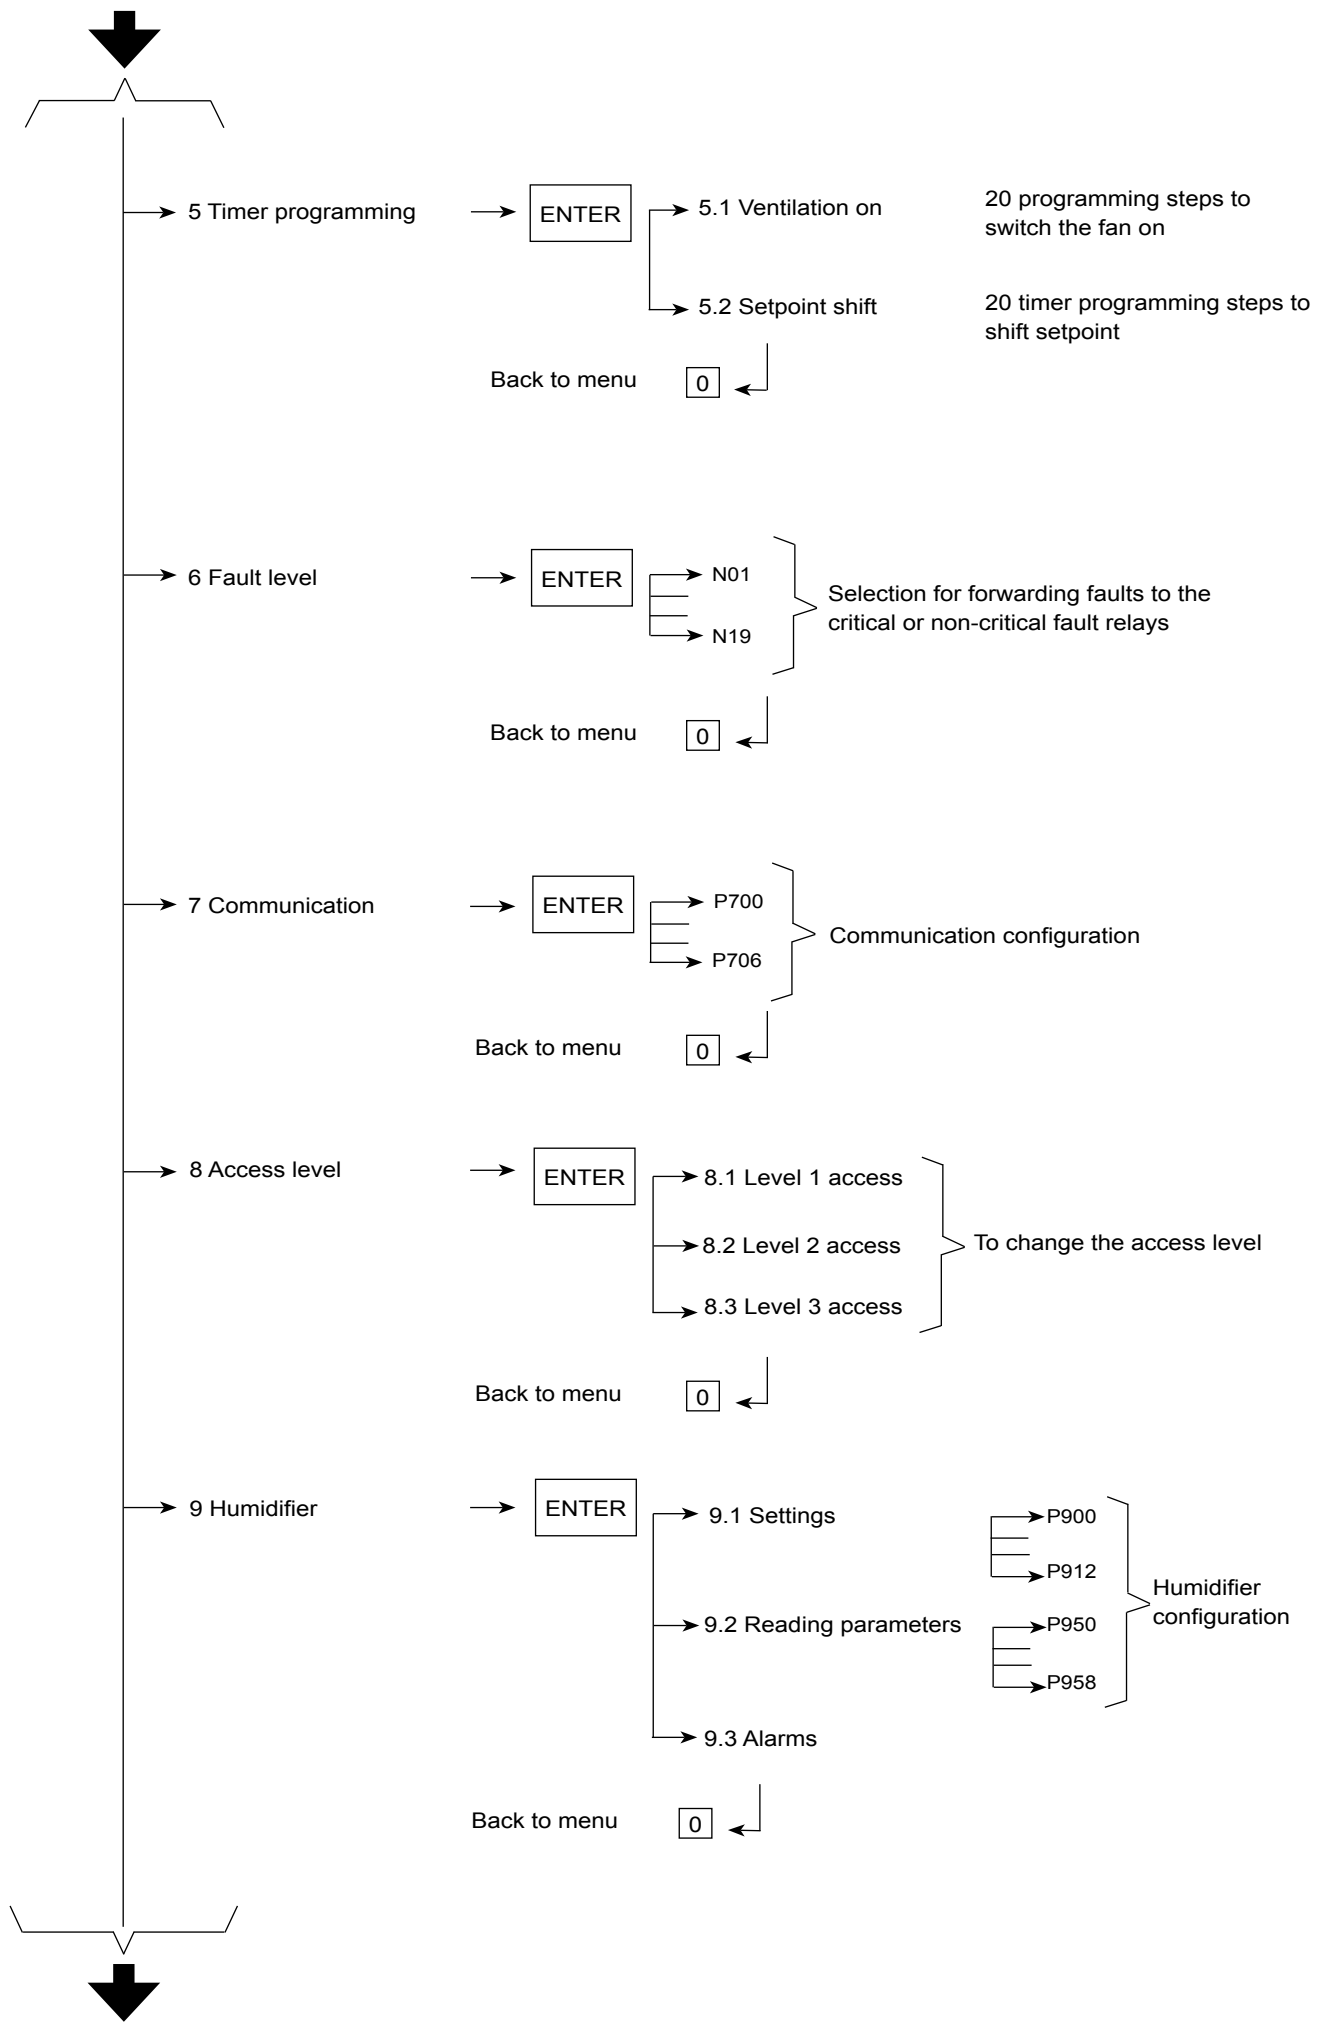 5 Timer programming
ENTER
5.1 Ventilation on
20 programming steps to
switch the fan on
5.2 Setpoint shift
20 timer programming steps to
shift setpoint
Back to menu
0
6 Fault level
ENTER
N01
N19
Selection for forwarding faults to the
critical or non-critical fault relays
Back to menu
0
7 Communication
ENTER
P700
P706
Communication configuration
Back to menu
0
8 Access level
ENTER
8.1 Level 1 access
8.2 Level 2 access
8.3 Level 3 access
To change the access level
Back to menu
0
9 Humidifier
ENTER
9.1 Settings
P900
P912
9.2 Reading parameters
P950
P958
Humidifier
configuration
9.3 Alarms
Back to menu
0